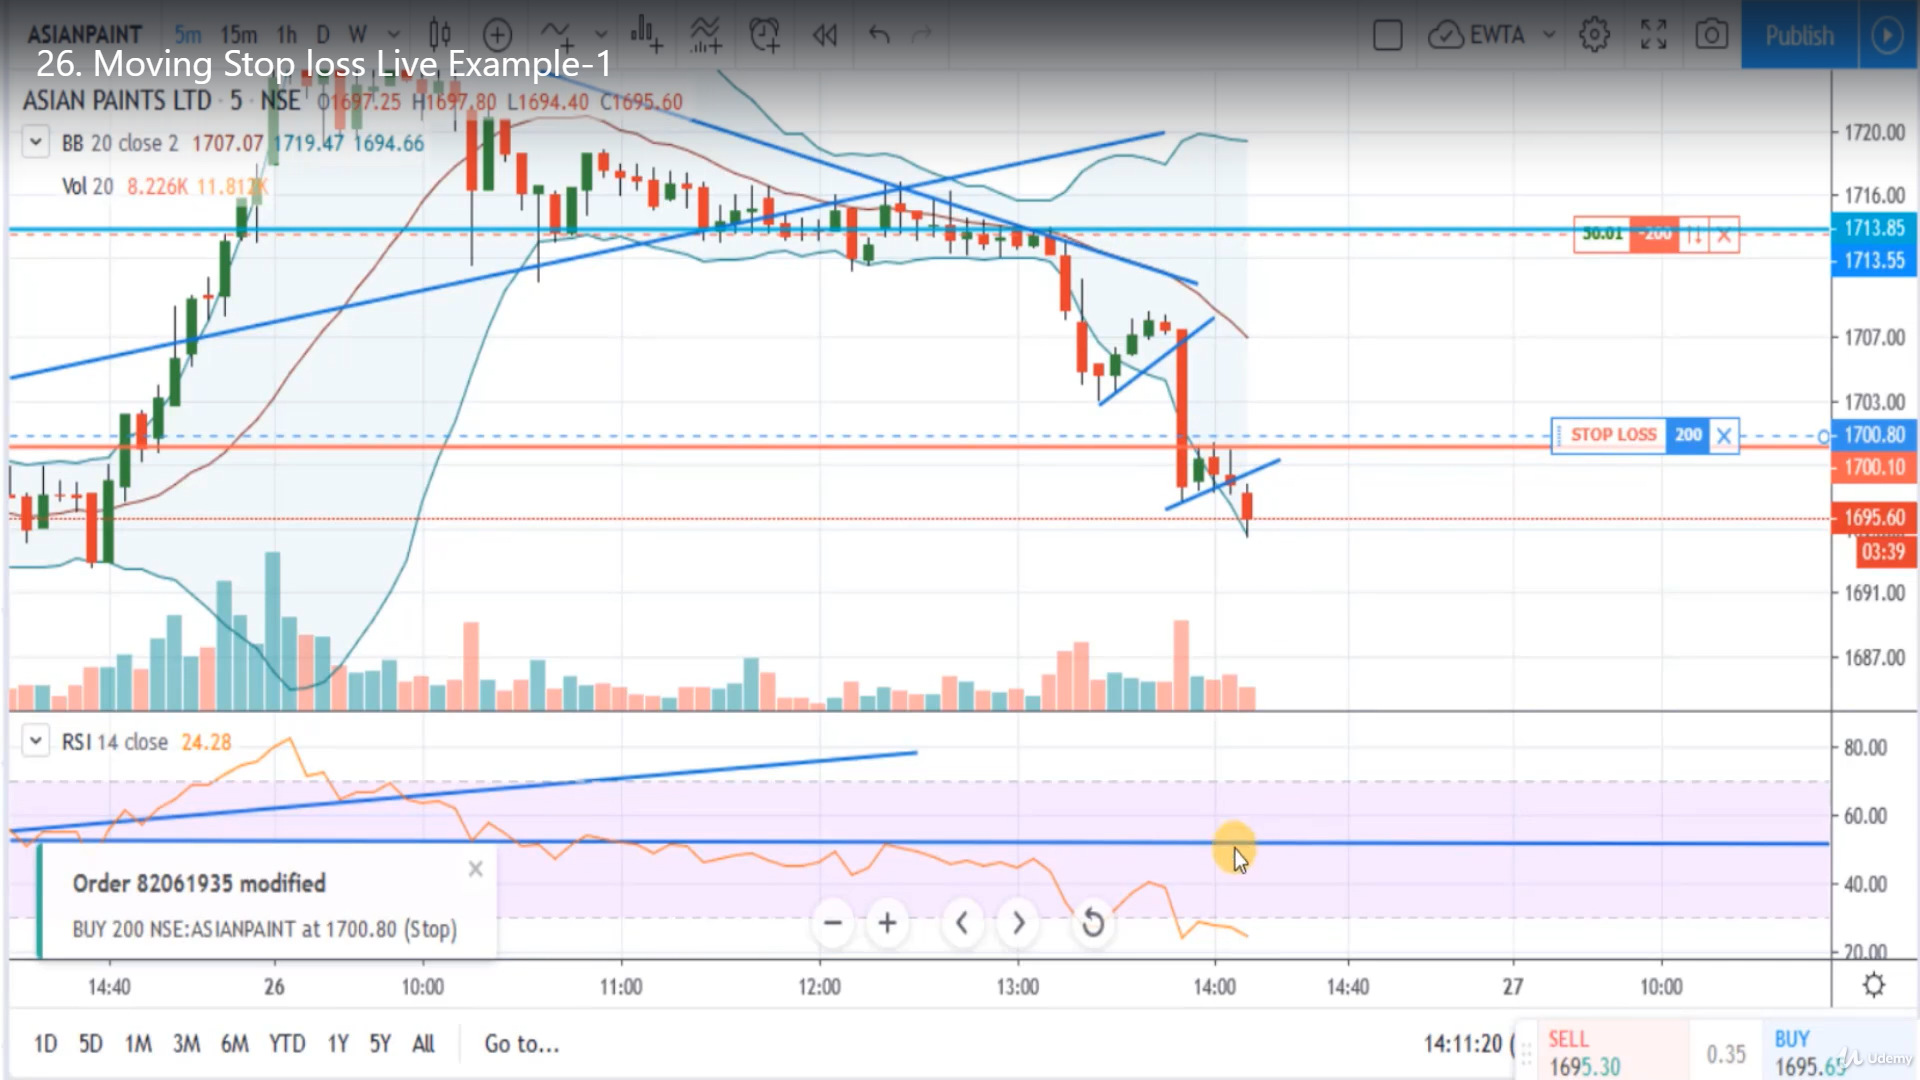 ASIANPAINT 5m 15m 1h D W EWTA Publish
26. Moving Stop loss Live Example-1
ASIAN PAINTS LTD · 5 · NSE O1697.25 H1697.80 L1694.40 C1695.60
BB 20 close 2 1707.07 1719.47 1694.66
Vol 20 8.226K 11.812K
1720.00
1716.00
1713.85
-200
1713.55
1707.00
1703.00
STOP LOSS 200
1700.80
1700.10
1695.60
03:39
1691.00
1687.00
RSI 14 close 24.28
80.00
60.00
40.00
20.00
Order 82061935 modified
BUY 200 NSE:ASIANPAINT at 1700.80 (Stop)
14:40 26 10:00 11:00 12:00 13:00 14:00 14:40 27 10:00
1D 5D 1M 3M 6M YTD 1Y 5Y All Go to...
14:11:20 (
SELL
1695.30
0.35
BUY
1695.65
Udemy